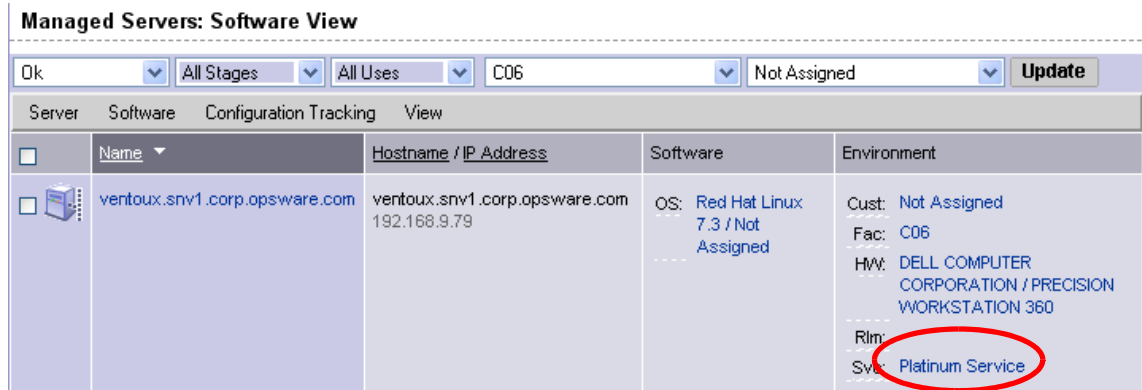 Managed Servers: Software View
Ok All Stages All Uses C06 Not Assigned Update
Server Software Configuration Tracking View
Name Hostname / IP Address Software Environment
ventoux.snv1.corp.opsware.com ventoux.snv1.corp.opsware.com OS: Red Hat Linux Cust: Not Assigned
192.168.9.79 7.3 / Not Fac: C06
Assigned HW: DELL COMPUTER
CORPORATION / PRECISION
WORKSTATION 360
Rlm:
Svc: Platinum Service